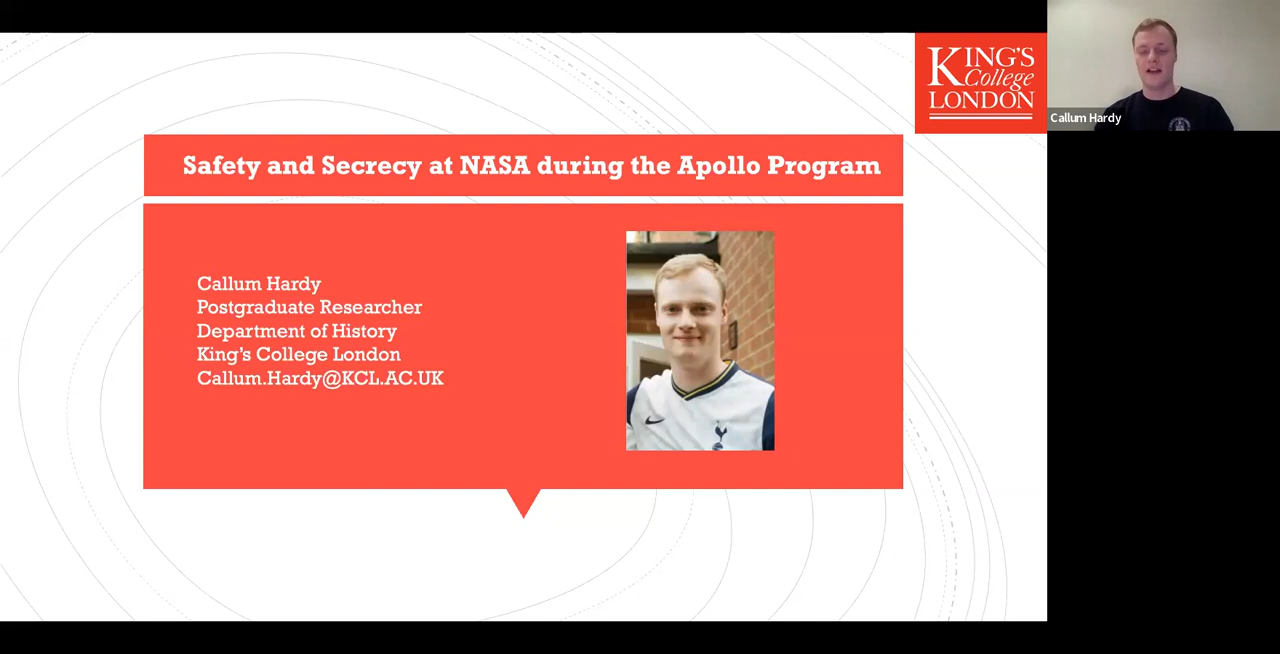 KING'S
College
LONDON
Callum Hardy
Safety and Secrecy at NASA during the Apollo Program
Callum Hardy
Postgraduate Researcher
Department of History
King's College London
Callum.Hardy@KCL.AC.UK